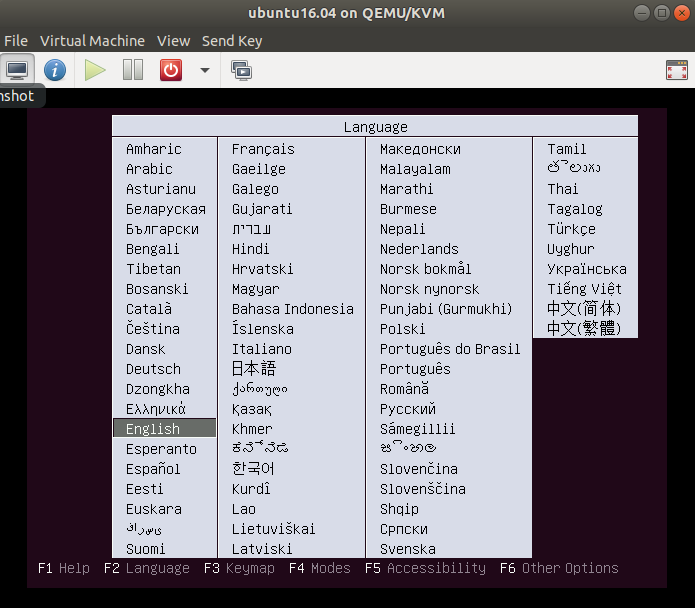 ubuntu16.04 on QEMU/KVM
File Virtual Machine View Send Key
nshot
Language
Amharic
Arabic
Asturianu
Беларуская
Български
Bengali
Tibetan
Bosanski
Català
Čeština
Dansk
Deutsch
Dzongkha
Ελληνικά
English
Esperanto
Español
Eesti
Euskara
Suomi
Français
Gaeilge
Galego
Gujarati
עברית
Hindi
Hrvatski
Magyar
Bahasa Indonesia
Íslenska
Italiano
日本語
ქართული
Қазақ
Khmer
ಕನ್ನಡ
한국어
Kurdî
Lao
Lietuviškai
Latviski
Македонски
Malayalam
Marathi
Burmese
Nepali
Nederlands
Norsk bokmål
Norsk nynorsk
Punjabi (Gurmukhi)
Polski
Português do Brasil
Português
Română
Русский
Sámegillii
Slovenčina
Slovenščina
Shqip
Српски
Svenska
Tamil
తెలుగు
Thai
Tagalog
Türkçe
Uyghur
Українська
Tiếng Việt
中文(简体)
中文(繁體)
F1 Help F2 Language F3 Keymap F4 Modes F5 Accessibility F6 Other Options